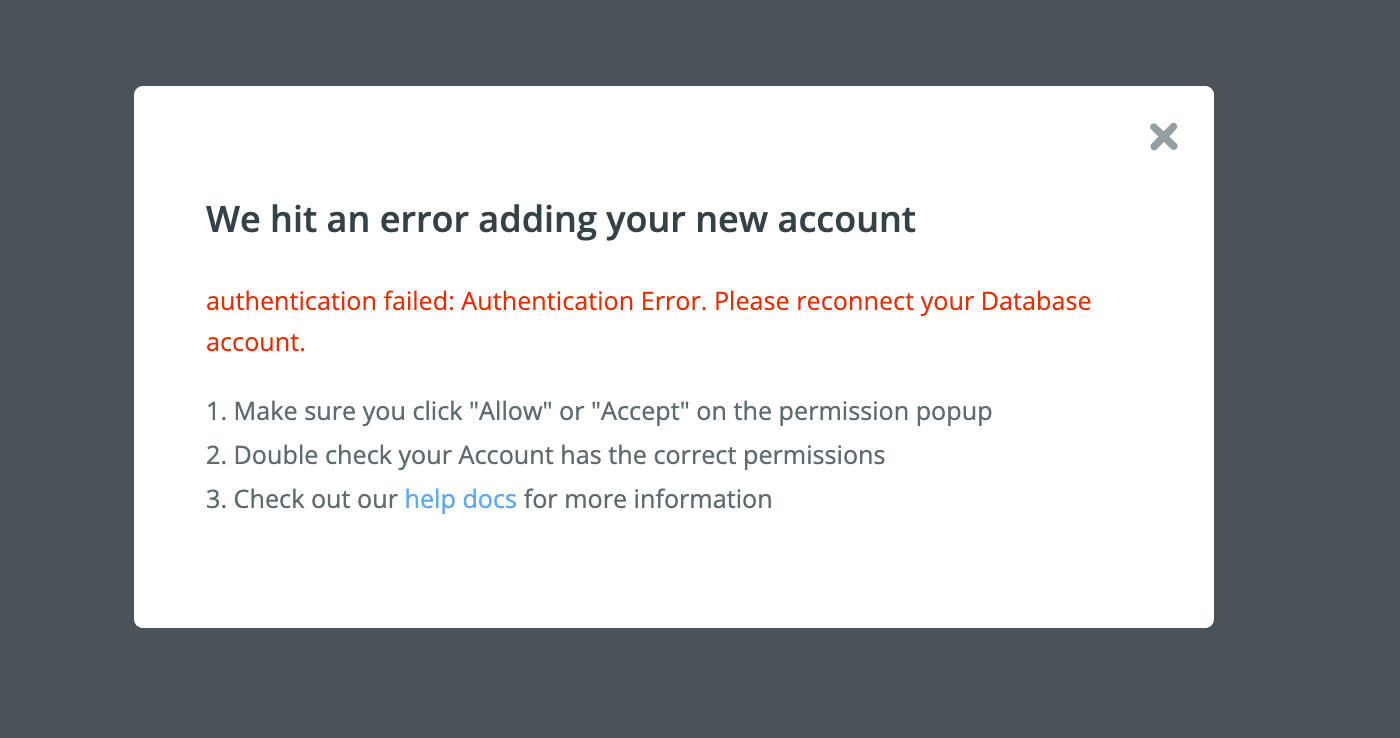 We hit an error adding your new account
authentication failed: Authentication Error. Please reconnect your Database
account.
1. Make sure you click "Allow" or "Accept" on the permission popup
2. Double check your Account has the correct permissions
3. Check out our help docs for more information